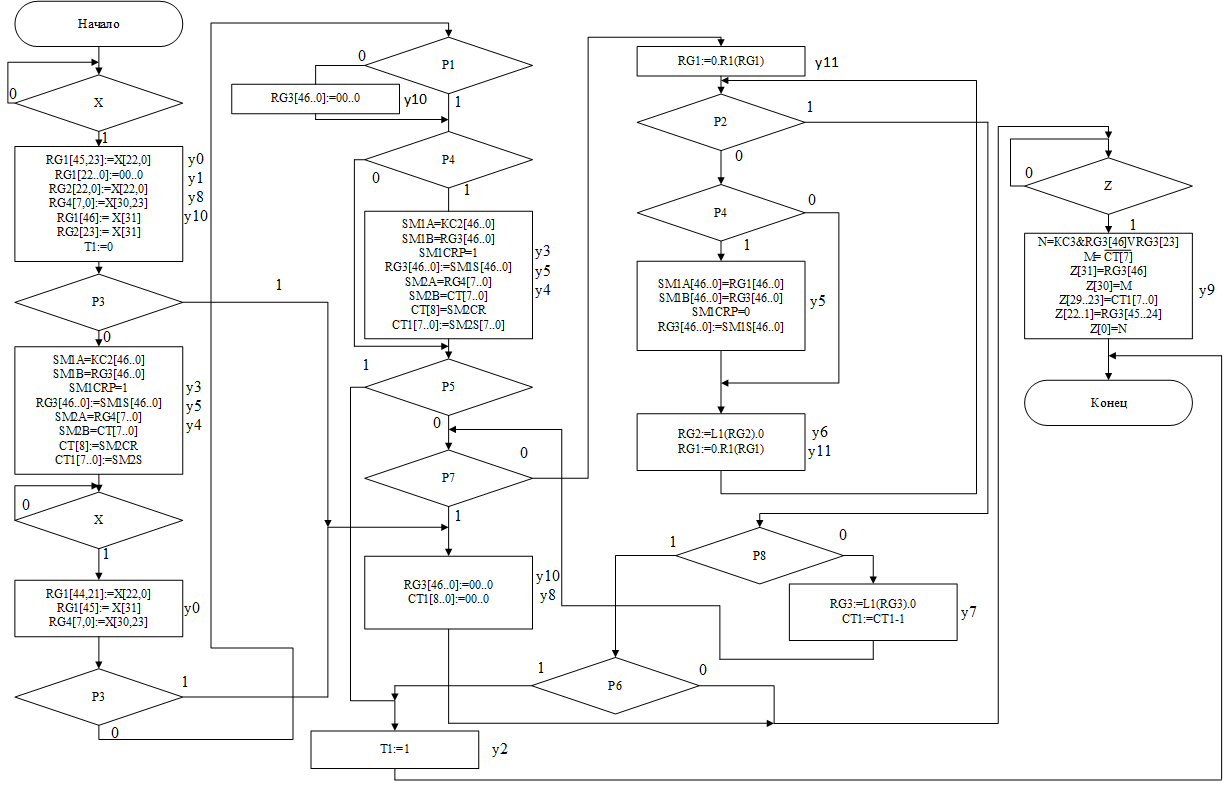 Начало
0
X
1
RG1[45,23]:=X[22,0]
RG1[22..0]:=00..0
RG2[22,0]:=X[22,0]
RG4[7,0]:=X[30,23]
RG1[46]:= X[31]
RG2[23]:= X[31]
T1:=0
y0
y1
y8
y10
P3
1
0
SM1A=KC2[46..0]
SM1B=RG3[46..0]
SM1CRP=1
RG3[46..0]:=SM1S[46..0]
SM2A=RG4[7..0]
SM2B=CT[7..0]
CT[8]:=SM2CR
CT1[7..0]:=SM2S
y3
y5
y4
0
X
1
RG1[44,21]:=X[22,0]
RG1[45]:= X[31]
RG4[7,0]:=X[30,23]
y0
P3
1
0
P1
0
1
RG3[46..0]:=00..0
y10
P4
0
1
SM1A=KC2[46..0]
SM1B=RG3[46..0]
SM1CRP=1
RG3[46..0]:=SM1S[46..0]
SM2A=RG4[7..0]
SM2B=CT[7..0]
CT[8]=SM2CR
CT1[7..0]:=SM2S[7..0]
y3
y5
y4
P5
1
0
P7
0
1
RG3[46..0]:=00..0
CT1[8..0]:=00..0
y10
y8
T1:=1
y2
RG1:=0.R1(RG1)
y11
P2
1
0
P4
0
1
SM1A[46..0]=RG1[46..0]
SM1B[46..0]=RG3[46..0]
SM1CRP=0
RG3[46..0]:=SM1S[46..0]
y5
RG2:=L1(RG2).0
RG1:=0.R1(RG1)
y6
y11
P8
1
0
RG3:=L1(RG3).0
CT1:=CT1-1
y7
P6
1
0
0
Z
1
N=KC3&RG3[46]VRG3[23]
M= CT[7]
Z[31]=RG3[46]
Z[30]=M
Z[29..23]=CT1[7..0]
Z[22..1]=RG3[45..24]
Z[0]=N
y9
Конец